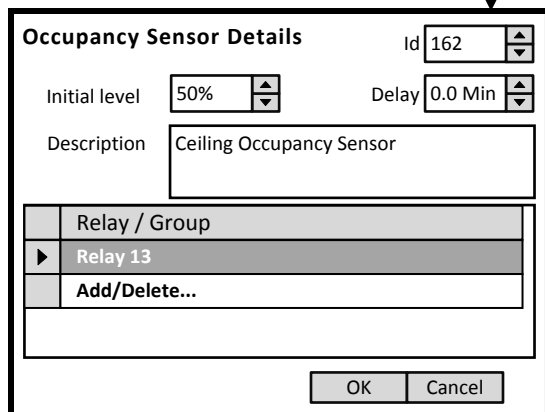 Occupancy Sensor Details Id 162
Initial level 50% Delay 0.0 Min
Description Ceiling Occupancy Sensor
Relay / Group
Relay 13
Add/Delete...
OK Cancel